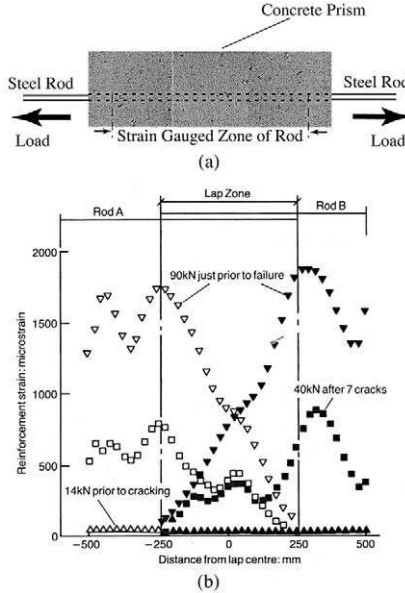 Concrete Prism
Steel Rod
Steel Rod
Load
Strain Gauged Zone of Rod
Load
(a)
Lap Zone
Rod A
Rod B
2000
90kN just prior to failure
1500
Reinforcement strain: microstrain
1000
40kN after 7 cracks
500
14kN prior to cracking
0
-500
-250
0
250
500
Distance from lap centre: mm
(b)